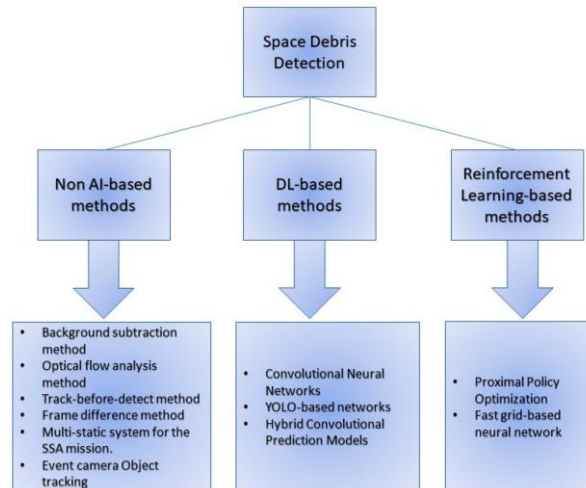 Space Debris
Detection
Non AI-based
methods
DL-based
methods
Reinforcement
Learning-based
methods
• Background subtraction
method
• Optical flow analysis
method
• Track-before-detect method
• Frame difference method
• Multi-static system for the
SSA mission.
• Event camera Object
tracking
• Convolutional Neural
Networks
• YOLO-based networks
• Hybrid Convolutional
Prediction Models
• Proximal Policy
Optimization
• Fast grid-based
neural network